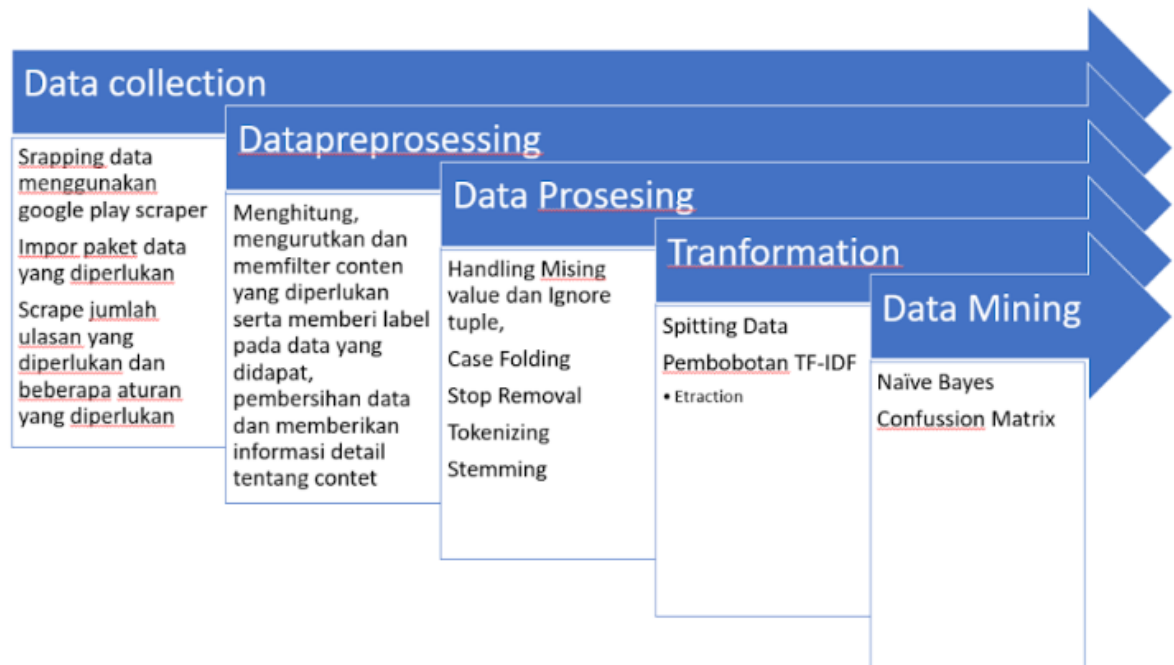 Data collection
Srapping data
menggunakan
google play scraper
Impor paket data
yang diperlukan
Scrape jumlah
ulasan yang
diperlukan dan
beberapa aturan
yang diperlukan
Datapreprosessing
Menghitung,
mengurutkan dan
memfilter conten
yang diperlukan
serta memberi label
pada data yang
didapat,
pembersihan data
dan memberikan
informasi detail
tentang contet
Data Prosesing
Handling Mising
value dan Ignore
tuple,
Case Folding
Stop Removal
Tokenizing
Stemming
Tranformation
Spitting Data
Pembobotan TF-IDF
• Etraction
Data Mining
Naïve Bayes
Confussion Matrix